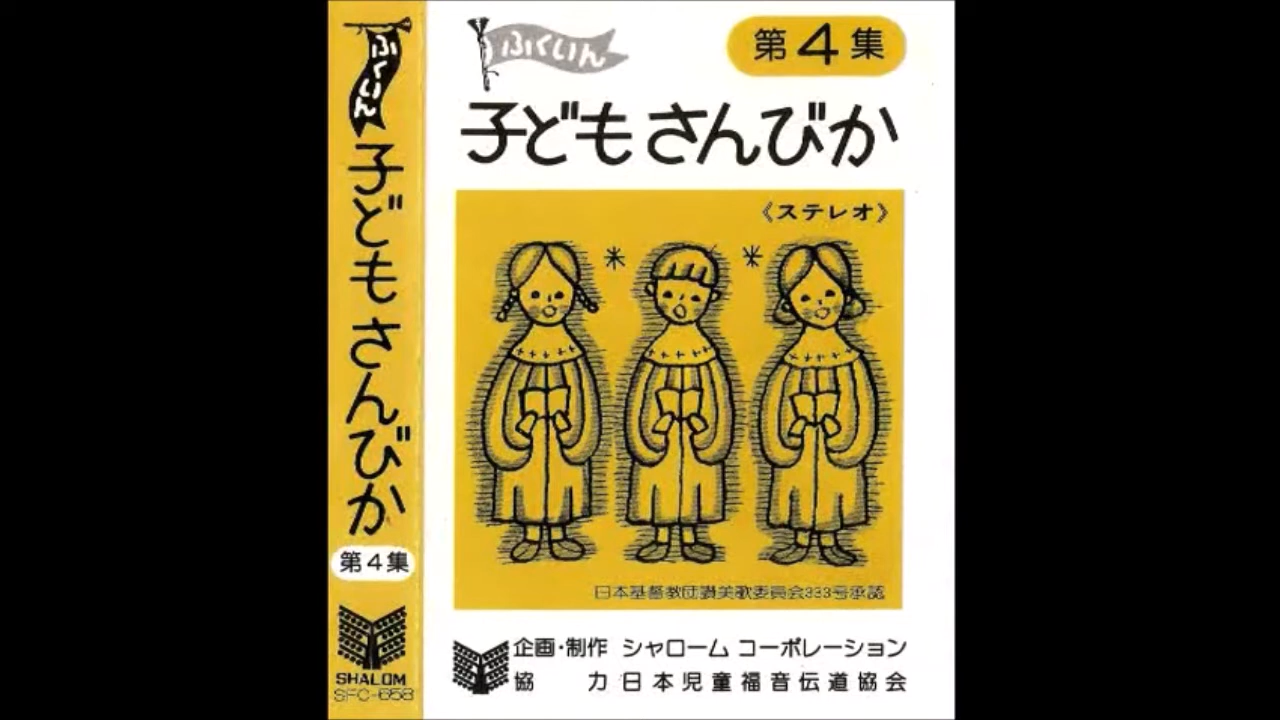 ふくいん
子どもさんびか
第4集
SHALOM
SFC-658
ふくいん
第4集
子どもさんびか
《ステレオ》
日本基督教団讃美歌委員会333号承認
企画・制作 シャローム コーポレーション
協 力 日本児童福音伝道協会